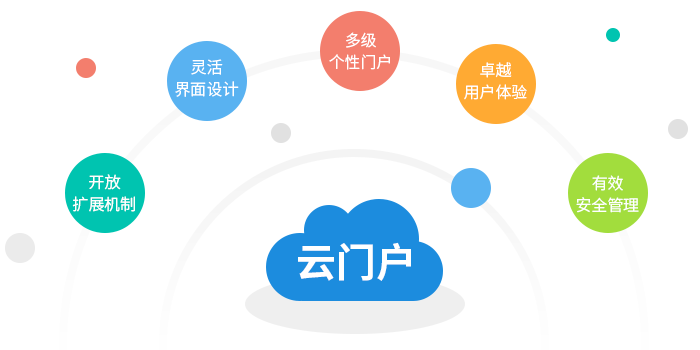 多级
个性门户
灵活
界面设计
卓越
用户体验
开放
扩展机制
有效
安全管理
云门户